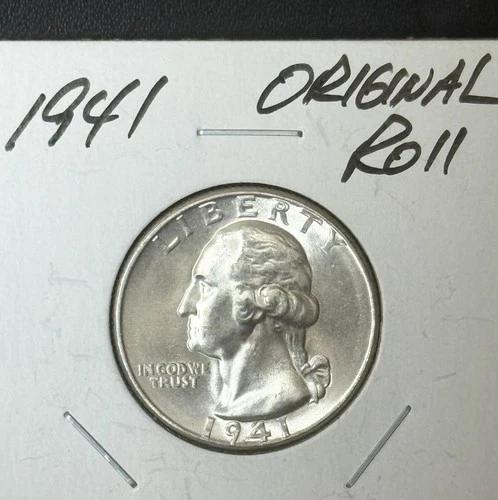 1941
ORIGINAL
ROll
LIBERTY
IN GOD WE
TRUST
1941